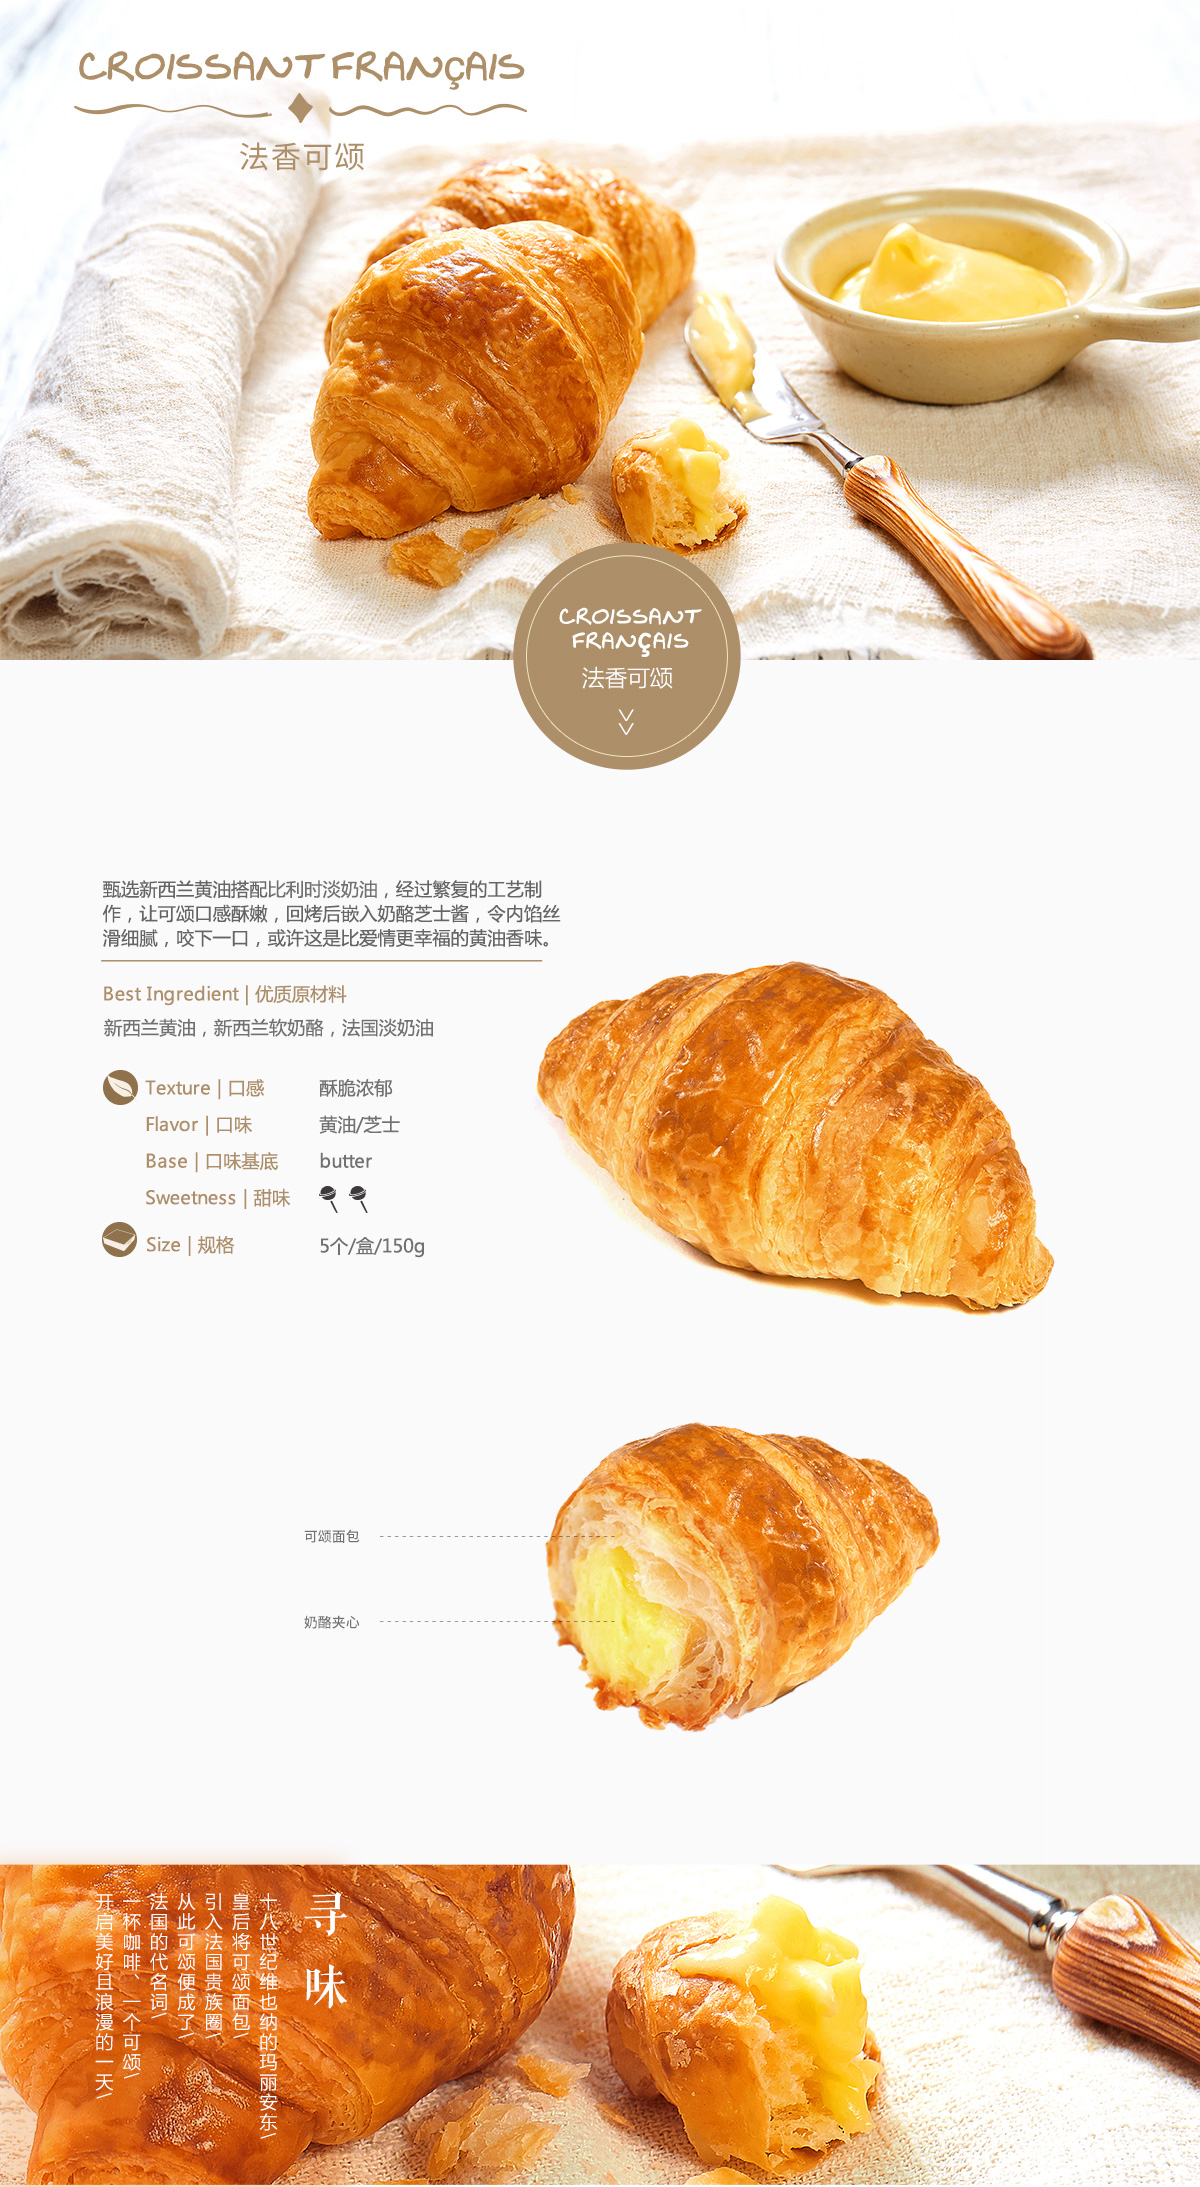 CROISSANT FRANÇAIS
法香可颂
CROISSANT
FRANÇAIS
法香可颂
甄选新西兰黄油搭配比利时淡奶油，经过繁复的工艺制
作，让可颂口感酥嫩，回烤后嵌入奶酪芝士酱，令内馅丝
滑细腻，咬下一口，或许这是比爱情更幸福的黄油香味。
Best Ingredient | 优质原材料
新西兰黄油，新西兰软奶酪，法国淡奶油
Texture | 口感 酥脆浓郁
Flavor | 口味 黄油/芝士
Base | 口味基底 butter
Sweetness | 甜味
Size | 规格 5个/盒/150g
可颂面包
奶酪夹心
寻味
十八世纪维也纳的玛丽安东/
皇后将可颂面包/
引入法国贵族圈/
从此可颂便成了/
法国的代名词/
一杯咖啡、一个可颂/
开启美好且浪漫的一天/